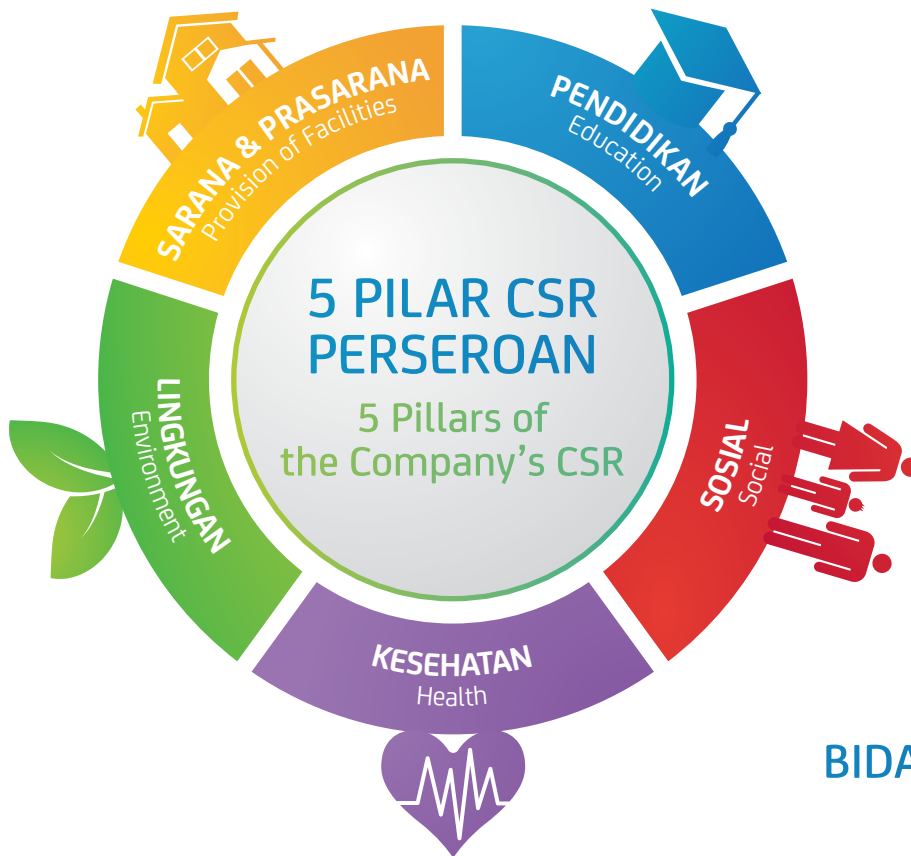 5 PILAR CSR
PERSEROAN
5 Pillars of
the Company's CSR
PENDIDIKAN
Education
SOSIAL
Social
KESEHATAN
Health
LINGKUNGAN
Environment
SARANA & PRASARANA
Provision of Facilities
BIDA